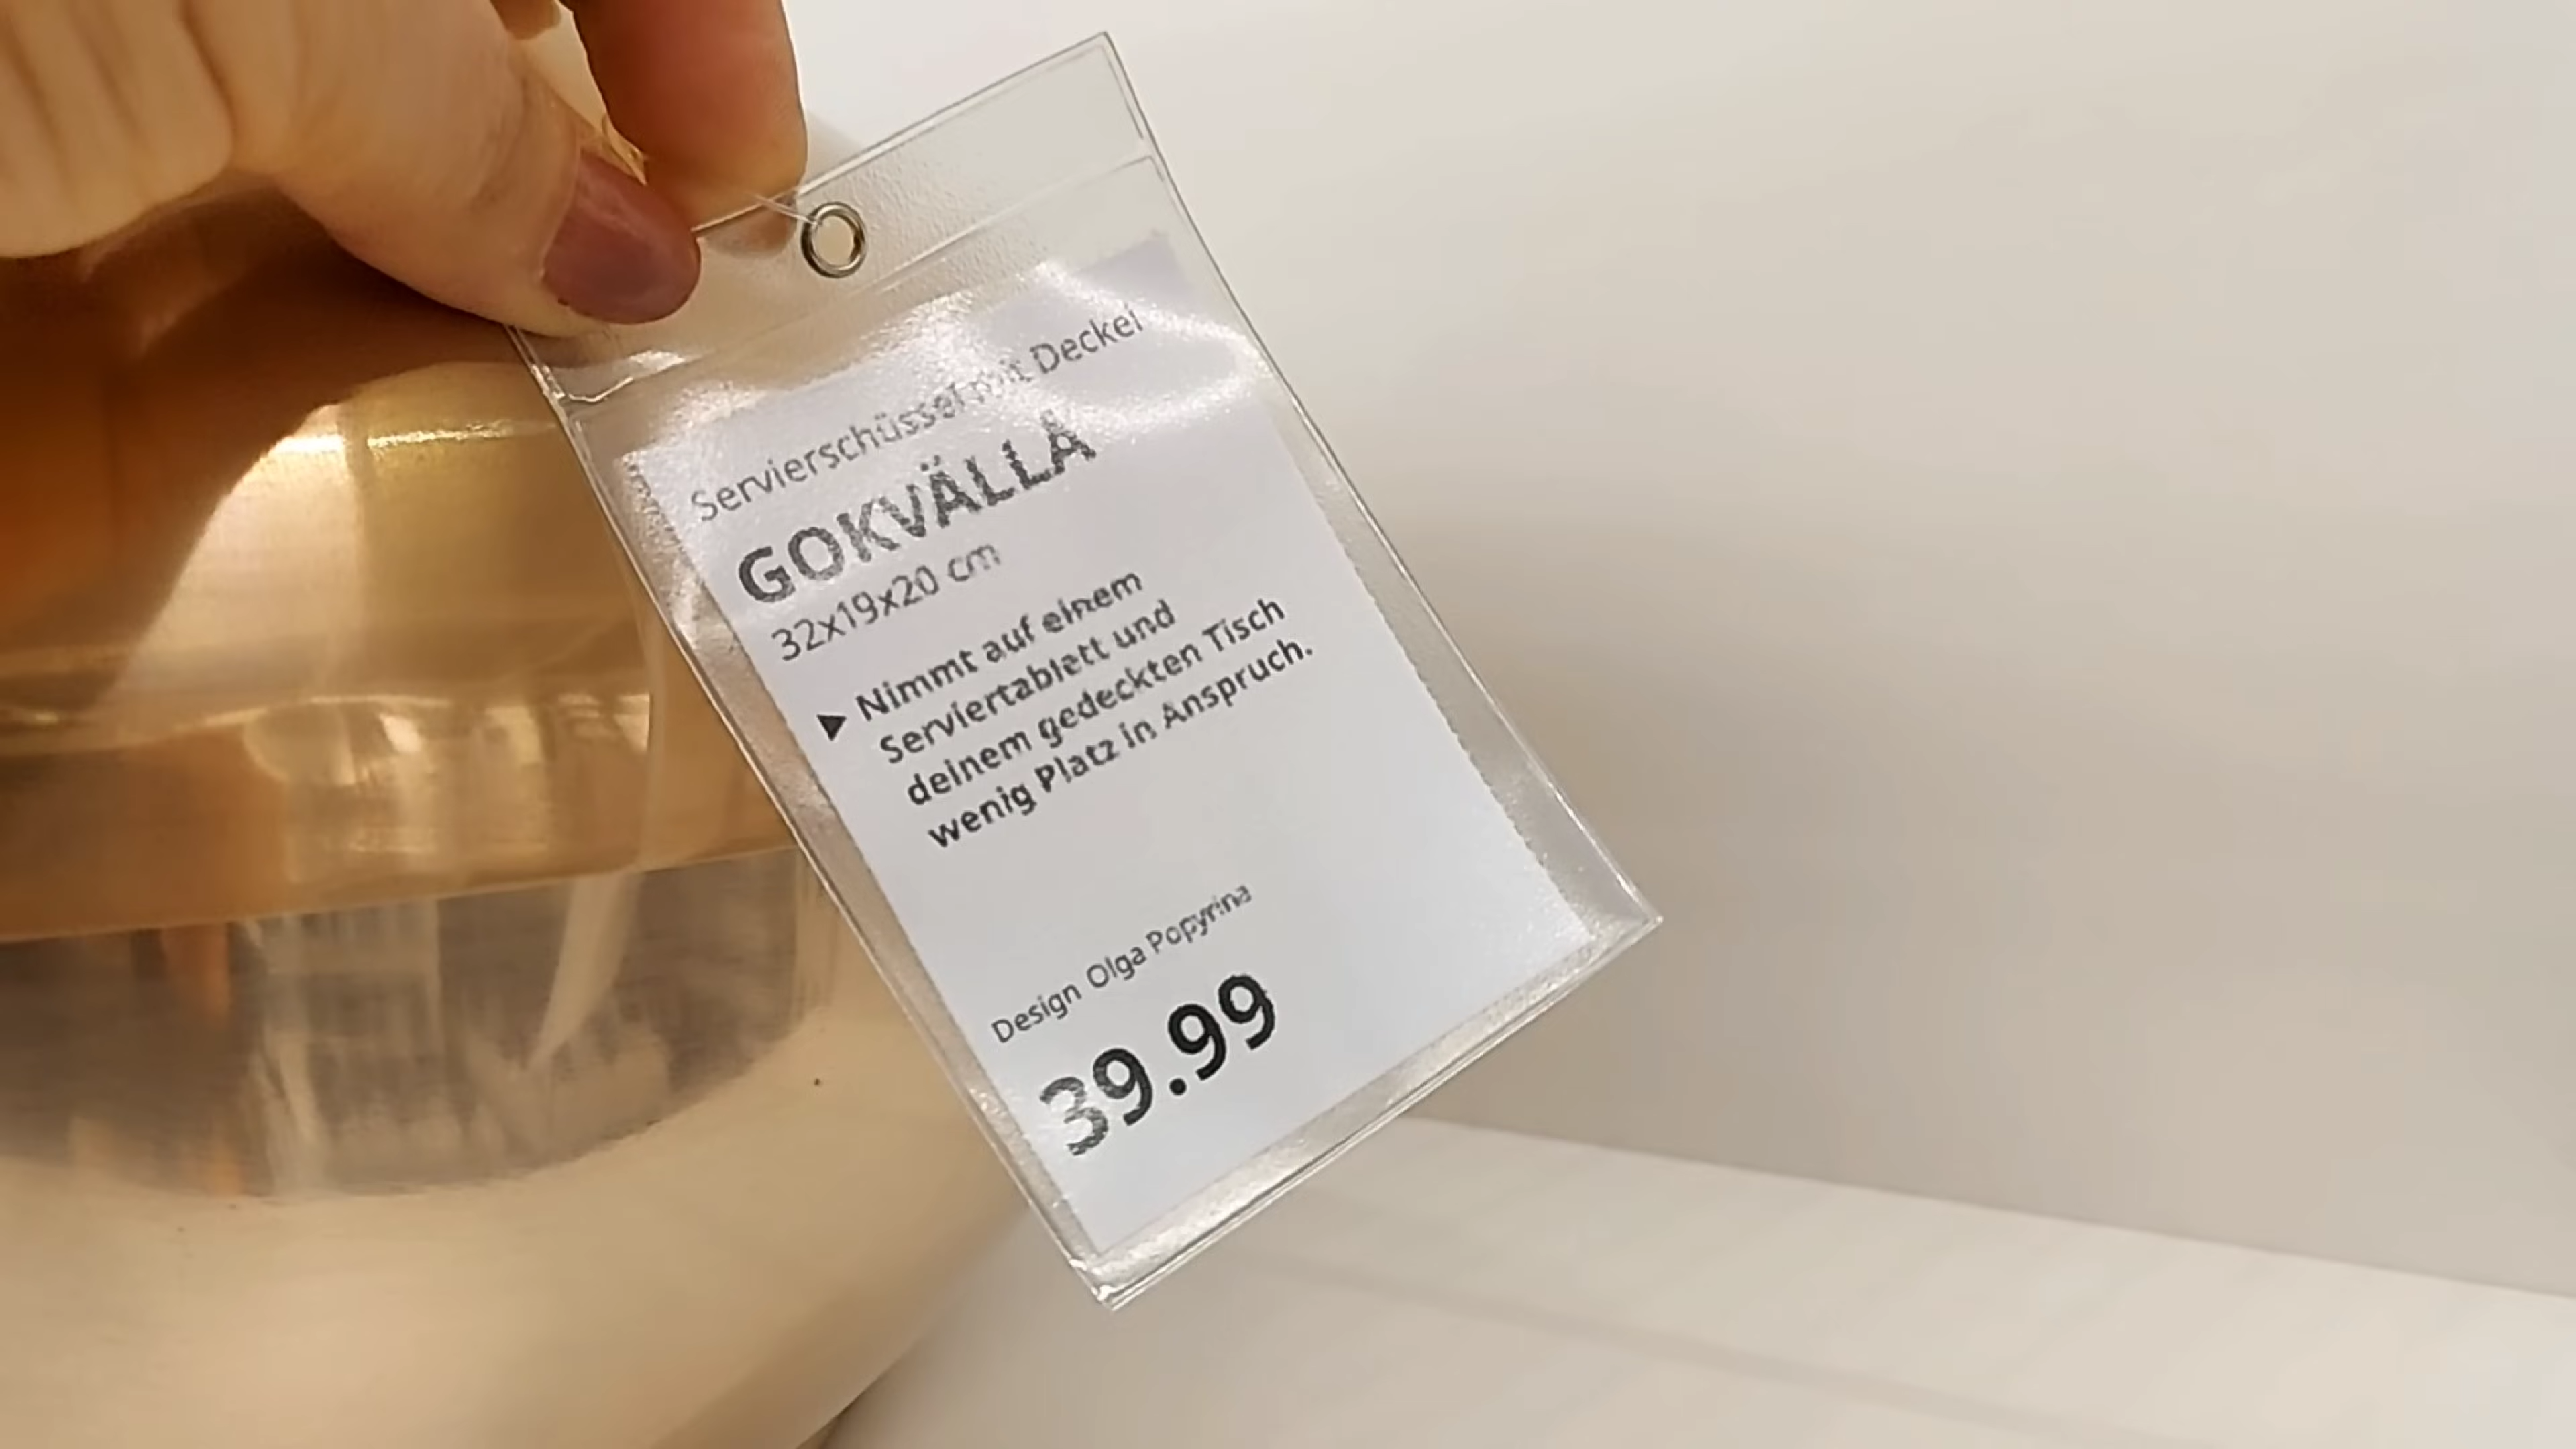 Servierschüssel mit Deckel
GOKVÄLLÅ
32x19x20 cm
► Nimmt auf einem
Serviertablett und
deinem gedeckten Tisch
wenig Platz in Anspruch.
Design Olga Popyrina
39.99